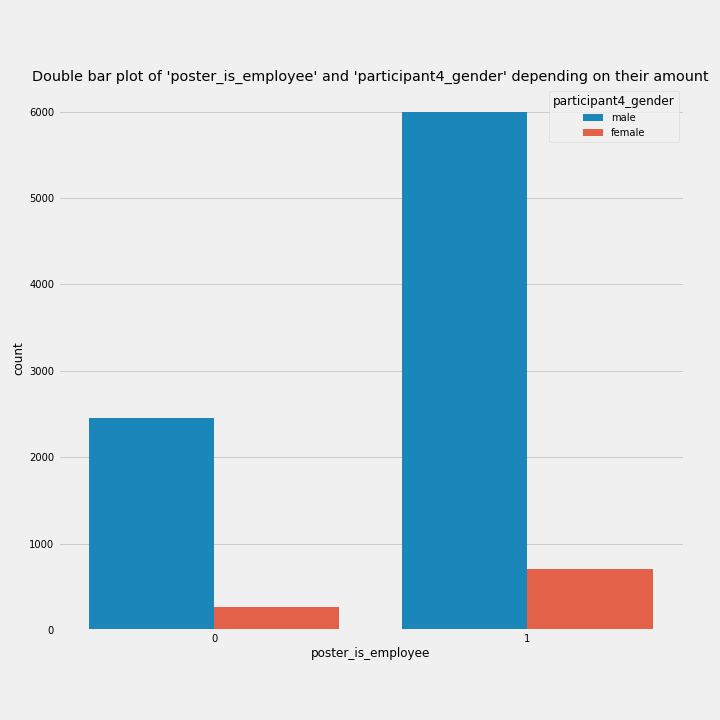 Double bar plot of 'poster_is_employee' and 'participant4_gender' depending on their amount
participant4_gender
male
female
6000
5000
4000
3000
2000
1000
0
count
0 1
poster_is_employee